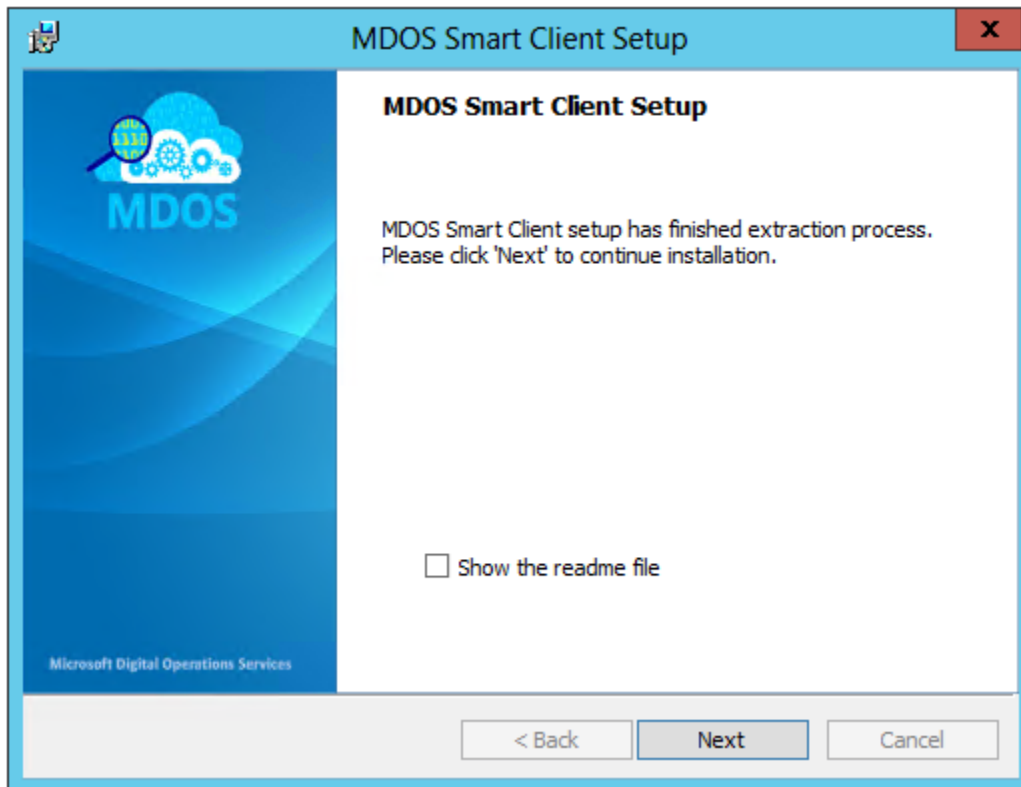 MDOS Smart Client Setup
x
MDOS Smart Client Setup
MDOS
MDOS Smart Client setup has finished extraction process.
Please click 'Next' to continue installation.
Show the readme file
Microsoft Digital Operations Services
< Back
Next
Cancel